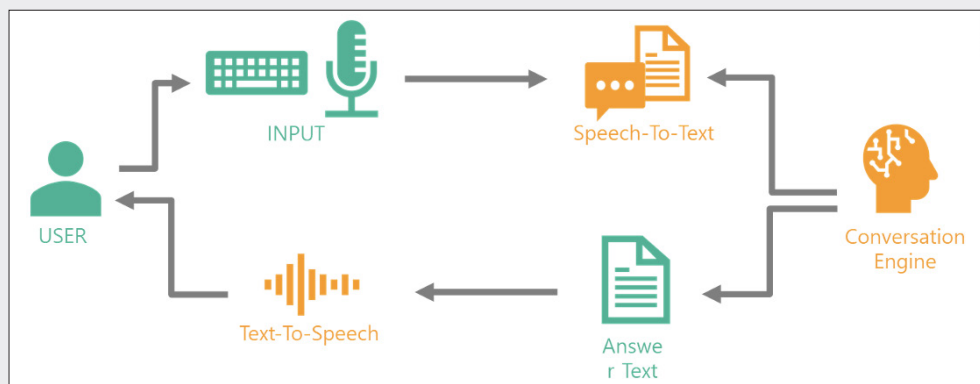 INPUT
Speech-To-Text
USER
Conversation
Engine
Text-To-Speech
Answe
r Text